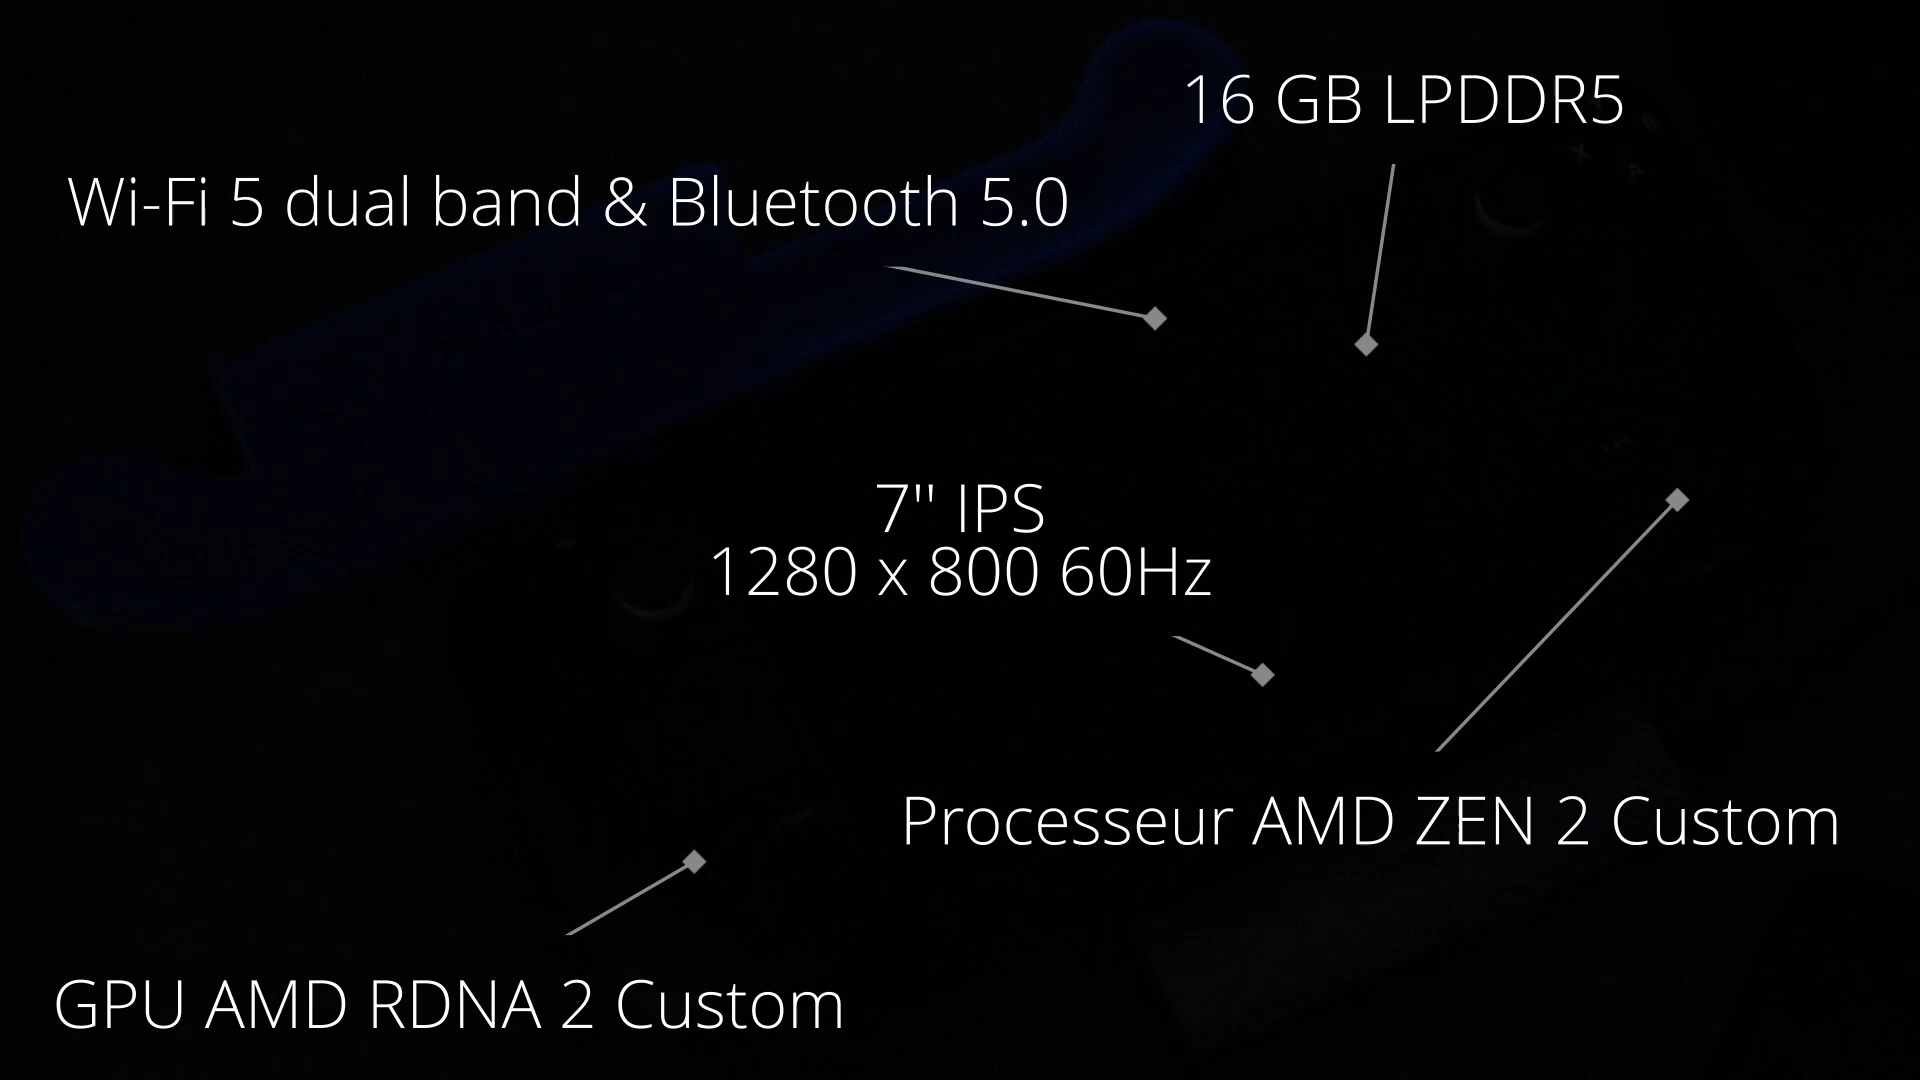 16 GB LPDDR5
Wi-Fi 5 dual band & Bluetooth 5.0
7" IPS
1280 x 800 60Hz
Processeur AMD ZEN 2 Custom
GPU AMD RDNA 2 Custom